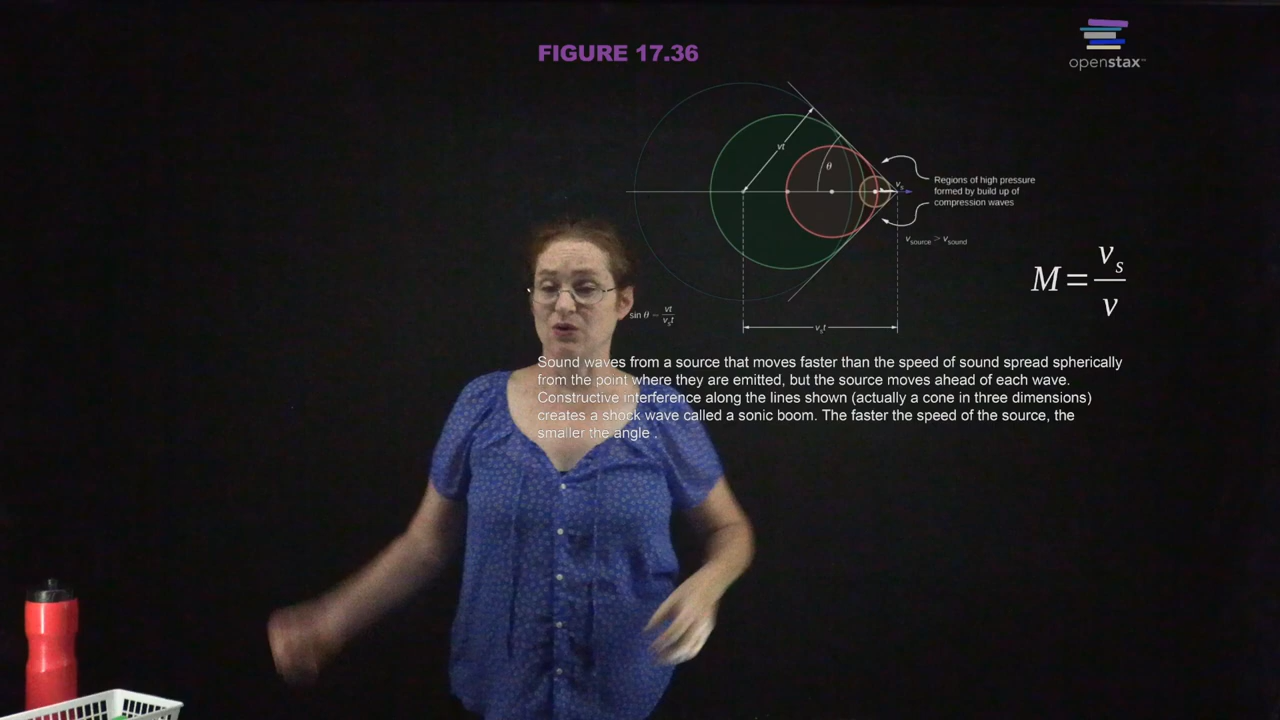 FIGURE 17.36
openstax™
vt
θ
v_s
Regions of high pressure
formed by build up of
compression waves
v_source > v_sound
M = v_s / v
sin θ = vt / v_s t
v_s t
Sound waves from a source that moves faster than the speed of sound spread spherically
from the point where they are emitted, but the source moves ahead of each wave.
Constructive interference along the lines shown (actually a cone in three dimensions)
creates a shock wave called a sonic boom. The faster the speed of the source, the
smaller the angle .